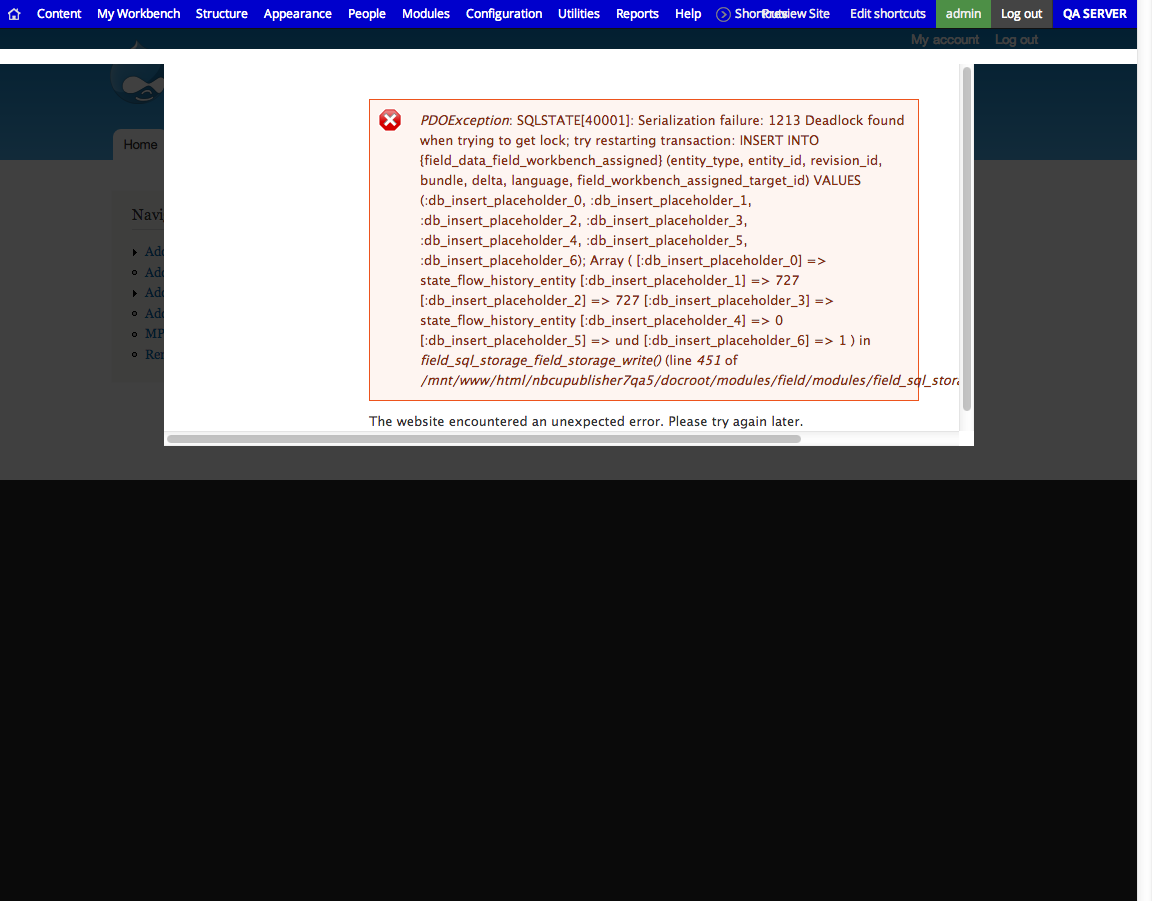 Content My Workbench Structure Appearance People Modules Configuration Utilities Reports Help Shortcuts Preview Site Edit shortcuts admin Log out QA SERVER
My account Log out
Home
PDOException: SQLSTATE[40001]: Serialization failure: 1213 Deadlock found
when trying to get lock; try restarting transaction: INSERT INTO
{field_data_field_workbench_assigned} (entity_type, entity_id, revision_id,
bundle, delta, language, field_workbench_assigned_target_id) VALUES
(:db_insert_placeholder_0, :db_insert_placeholder_1,
:db_insert_placeholder_2, :db_insert_placeholder_3,
:db_insert_placeholder_4, :db_insert_placeholder_5,
:db_insert_placeholder_6); Array ( [:db_insert_placeholder_0] =>
state_flow_history_entity [:db_insert_placeholder_1] => 727
[:db_insert_placeholder_2] => 727 [:db_insert_placeholder_3] =>
state_flow_history_entity [:db_insert_placeholder_4] => 0
[:db_insert_placeholder_5] => und [:db_insert_placeholder_6] => 1 ) in
field_sql_storage_field_storage_write() (line 451 of
/mnt/www/html/nbcupublisher7qa5/docroot/modules/field/modules/field_sql_stora
The website encountered an unexpected error. Please try again later.
Navi
Add
Add
Add
Add
MP
Ren